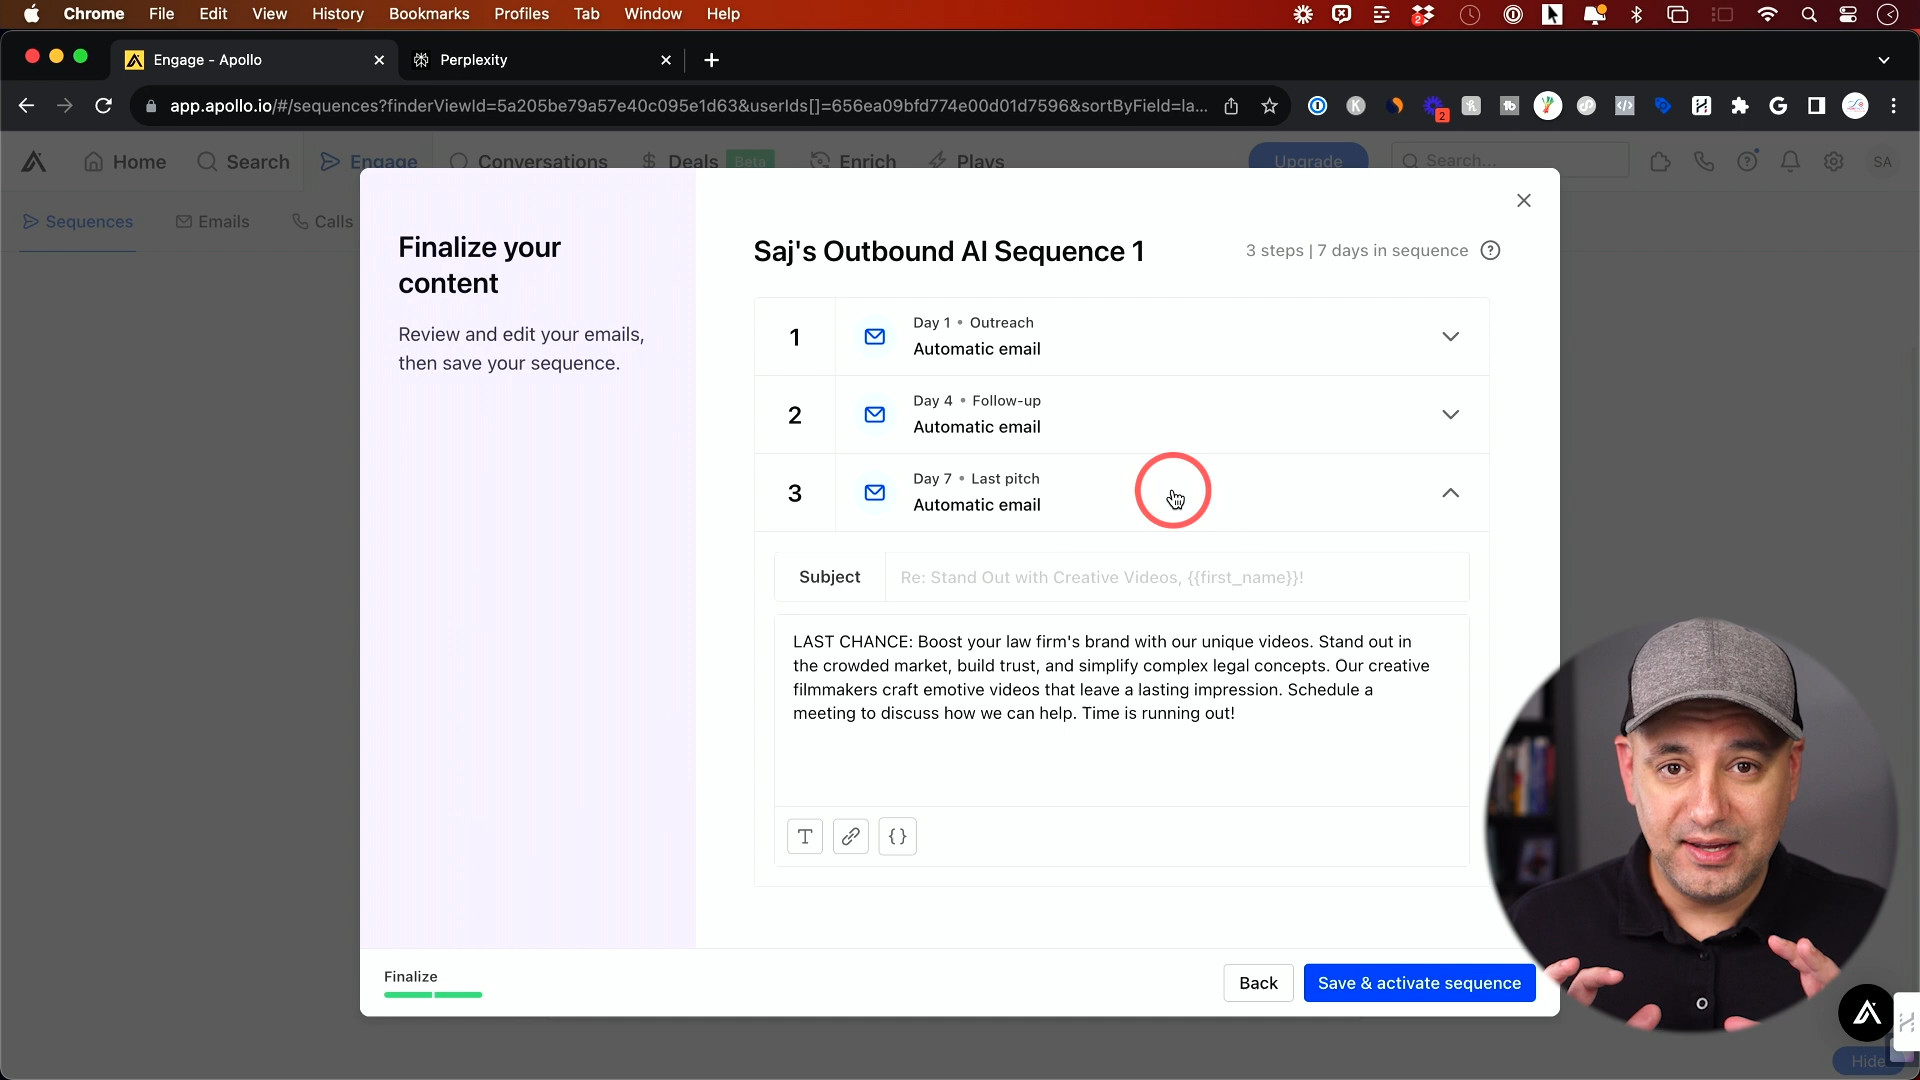 Chrome File Edit View History Bookmarks Profiles Tab Window Help
2
Engage - Apollo
Perplexity
app.apollo.io/#/sequences?finderViewId=5a205be79a57e40c095e1d63&userIds[]=656ea09bfd774e00d01d7596&sortByField=la...
2
Home Search Engage Conversations Deals Beta Enrich Plays Upgrade Search... SA
Sequences Emails Calls
Finalize your
content
Review and edit your emails,
then save your sequence.
Saj's Outbound AI Sequence 1
3 steps | 7 days in sequence
1
Day 1 • Outreach
Automatic email
2
Day 4 • Follow-up
Automatic email
3
Day 7 • Last pitch
Automatic email
Subject
Re: Stand Out with Creative Videos, {{first_name}}!
LAST CHANCE: Boost your law firm's brand with our unique videos. Stand out in
the crowded market, build trust, and simplify complex legal concepts. Our creative
filmmakers craft emotive videos that leave a lasting impression. Schedule a
meeting to discuss how we can help. Time is running out!
T {}
Finalize
Back
Save & activate sequence
Hide